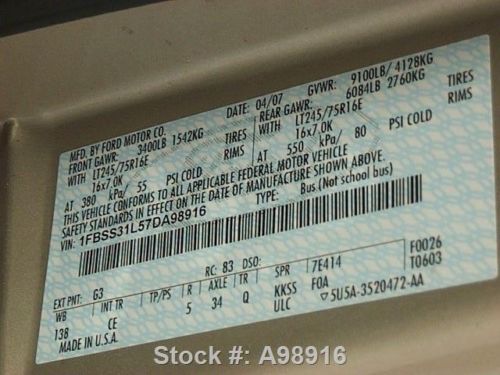 MFD. BY FORD MOTOR CO.
DATE: 04/07 GVWR: 9100LB/ 4128KG
FRONT GAWR: 3400LB 1542KG REAR GAWR: 6084LB 2760KG
WITH LT245/75R16E TIRES WITH LT245/75R16E TIRES
16x7.0K RIMS 16x7.0K RIMS
AT 380 kPa/ 55 PSI COLD AT 550 kPa/ 80 PSI COLD
THIS VEHICLE CONFORMS TO ALL APPLICABLE FEDERAL MOTOR VEHICLE
SAFETY STANDARDS IN EFFECT ON THE DATE OF MANUFACTURE SHOWN ABOVE.
VIN: 1FBSS31L57DA98916 TYPE: Bus (Not school bus)
EXT PNT: G3 RC: 83 DSO: F0026
WB INT TR TP/PS R AXLE TR SPR 7E414 T0603
138 CE 5 34 Q KKSS F0A
MADE IN U.S.A. ULC ▽5U5A-3520472-AA
Stock #: A98916